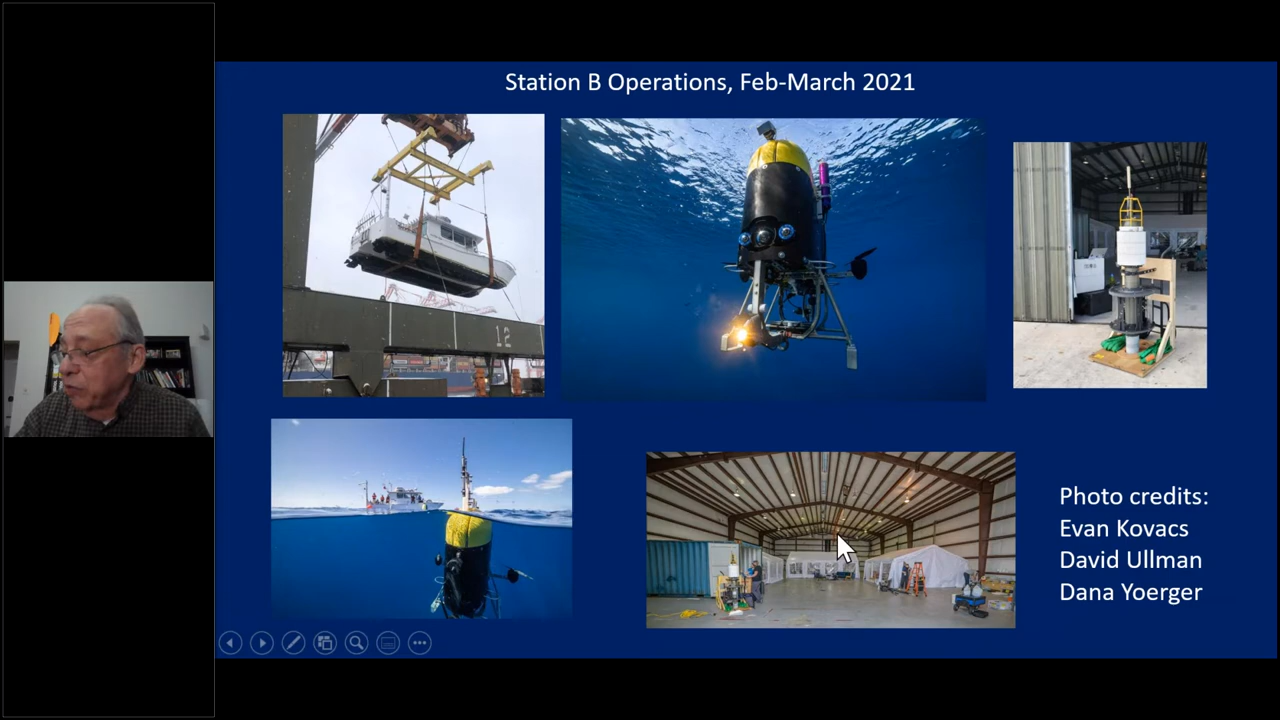 Station B Operations, Feb-March 2021
12
Photo credits:
Evan Kovacs
David Ullman
Dana Yoerger